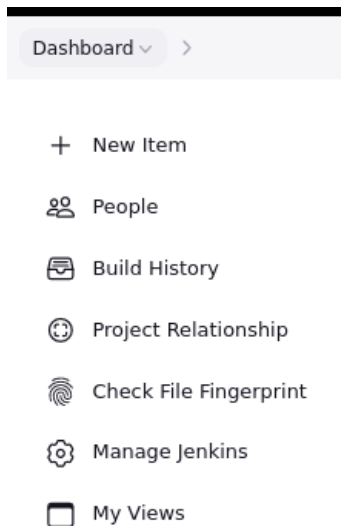 Dashboard
New Item
People
Build History
Project Relationship
Check File Fingerprint
Manage Jenkins
My Views